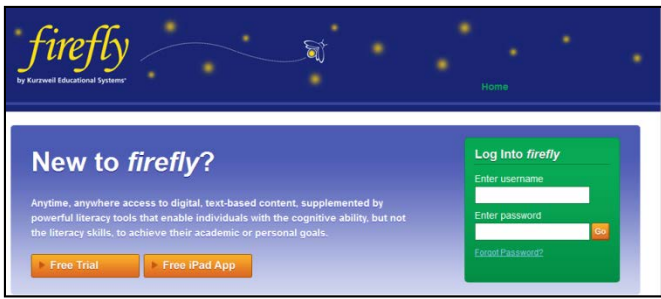 firefly
by Kurzweil Educational Systems®
Home
New to firefly?
Anytime, anywhere access to digital, text-based content, supplemented by
powerful literacy tools that enable individuals with the cognitive ability, but not
the literacy skills, to achieve their academic or personal goals.
Free Trial
Free iPad App
Log Into firefly
Enter username
Enter password
Go
Forgot Password?